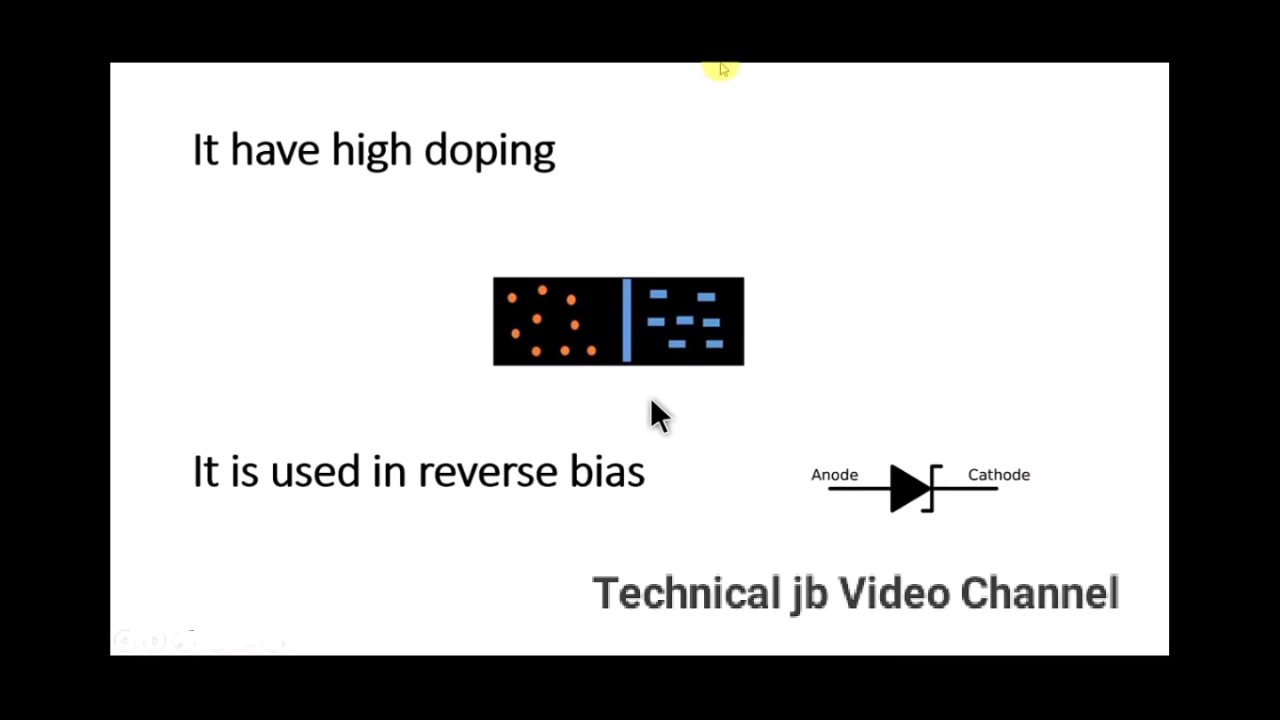 It have high doping
It is used in reverse bias
Anode Cathode
Technical jb Video Channel